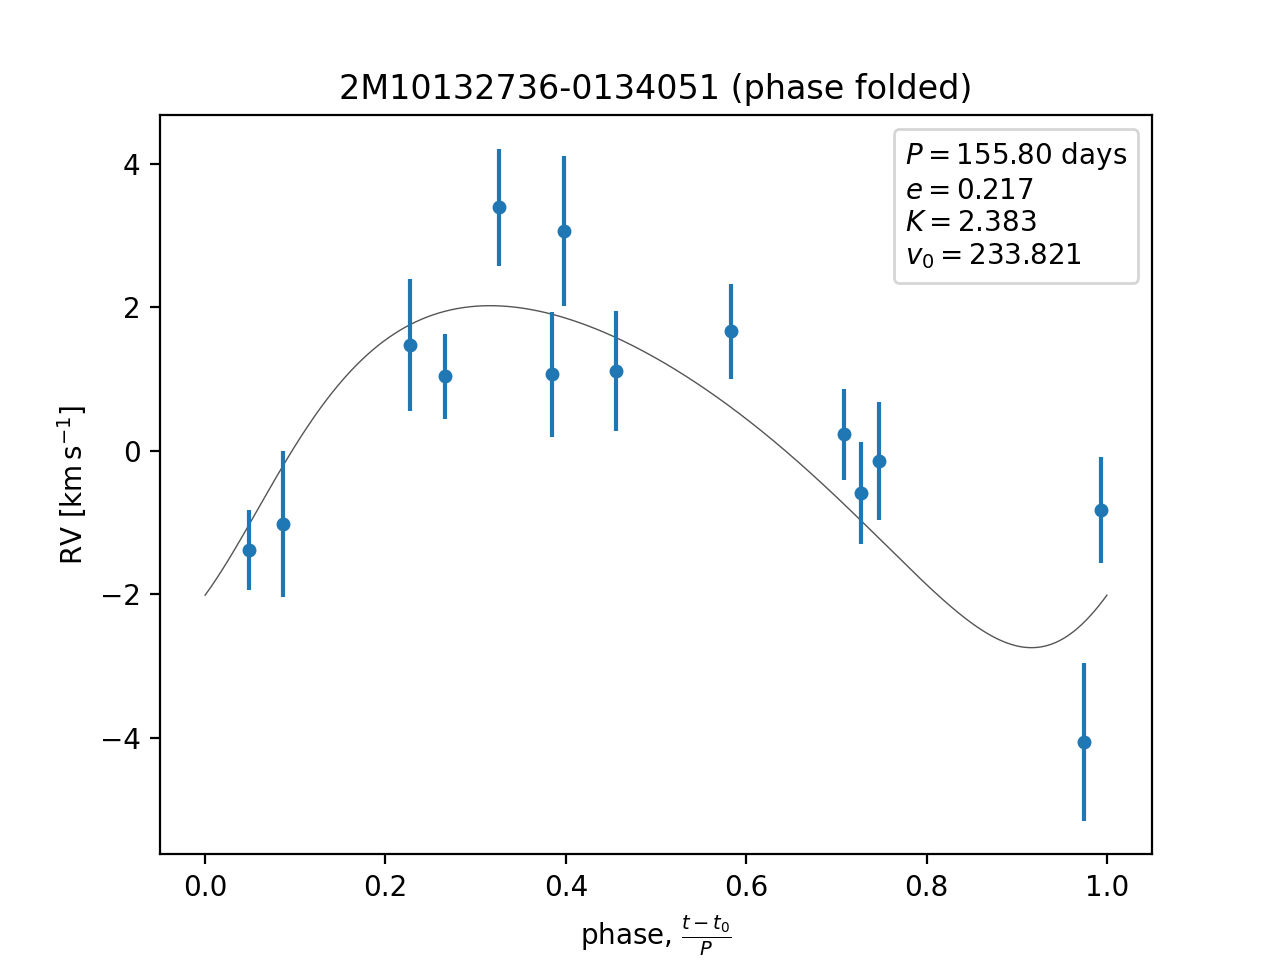 2M10132736-0134051 (phase folded)
P = 155.80 days
e = 0.217
K = 2.383
v₀ = 233.821
4
2
0
−2
−4
RV [km s⁻¹]
0.0 0.2 0.4 0.6 0.8 1.0
phase, (t − t₀)/P